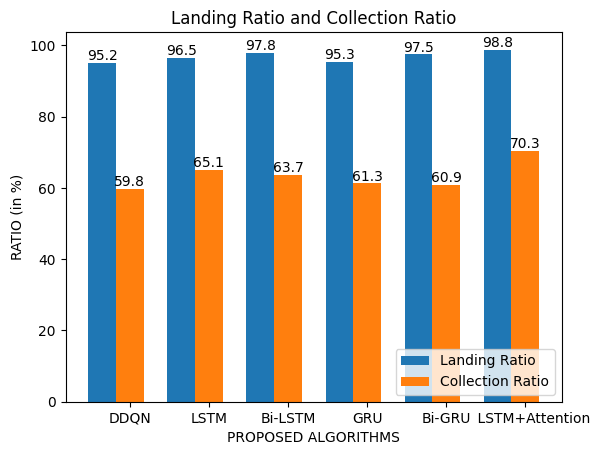 Landing Ratio and Collection Ratio
RATIO (in %)
100
80
60
40
20
0
95.2
59.8
96.5
65.1
97.8
63.7
95.3
61.3
97.5
60.9
98.8
70.3
Landing Ratio
Collection Ratio
DDQN
LSTM
Bi-LSTM
GRU
Bi-GRU
LSTM+Attention
PROPOSED ALGORITHMS